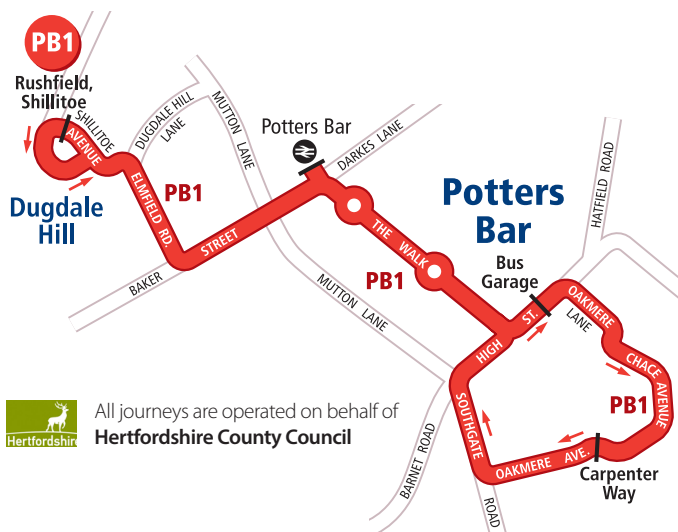 PB1
Rushfield,
Shillitoe
SHILLITOE
AVENUE
DUGDALE HILL
LANE
MUTTON LANE
Potters Bar
DARKES LANE
HATFIELD ROAD
Dugdale
Hill
ELMFIELD RD.
PB1
Potters
Bar
BAKER
STREET
THE WALK
PB1
Bus
Garage
MUTTON LANE
HIGH
ST.
OAKMERE
LANE
CHACE AVENUE
PB1
SOUTHGATE
ROAD
BARNET ROAD
OAKMERE AVE.
Carpenter
Way
Hertfordshire
All journeys are operated on behalf of
Hertfordshire County Council